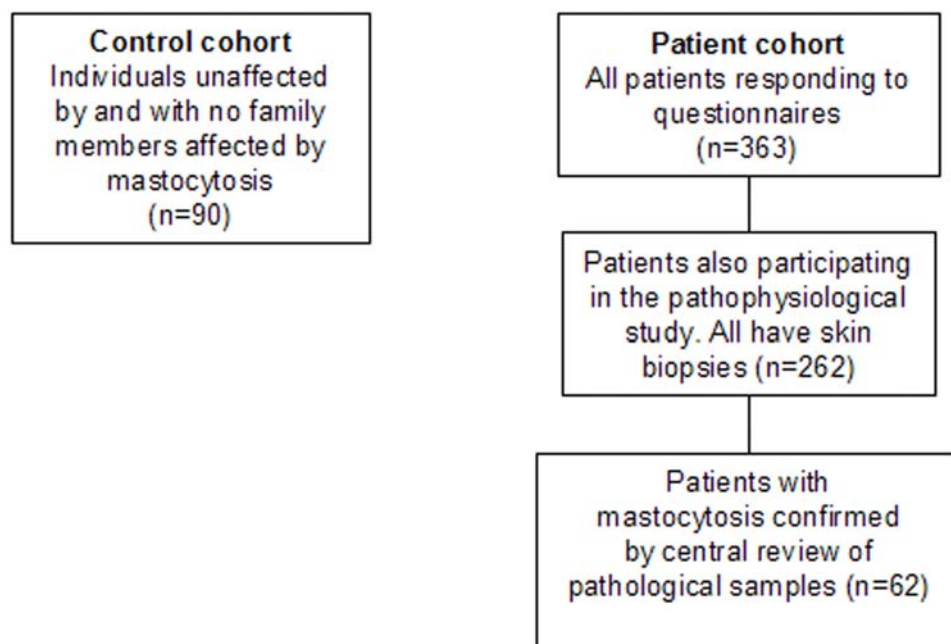 Control cohort
Individuals unaffected
by and with no family
members affected by
mastocytosis
(n=90)
Patient cohort
All patients responding to
questionnaires
(n=363)
Patients also participating
in the pathophysiological
study. All have skin
biopsies (n=262)
Patients with
mastocytosis confirmed
by central review of
pathological samples (n=62)